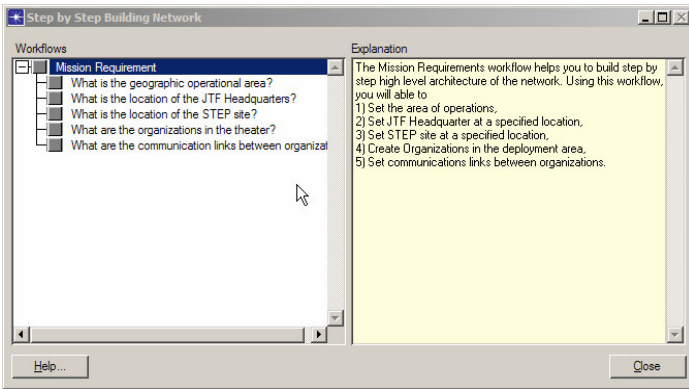 Step by Step Building Network
Workflows
Mission Requirement
What is the geographic operational area?
What is the location of the JTF Headquarters?
What is the location of the STEP site?
What are the organizations in the theater?
What are the communication links between organizat
Explanation
The Mission Requirements workflow helps you to build step by
step high level architecture of the network. Using this workflow,
you will able to
1) Set the area of operations,
2) Set JTF Headquarter at a specified location,
3) Set STEP site at a specified location,
4) Create Organizations in the deployment area,
5) Set communications links between organizations.
Help...
Close